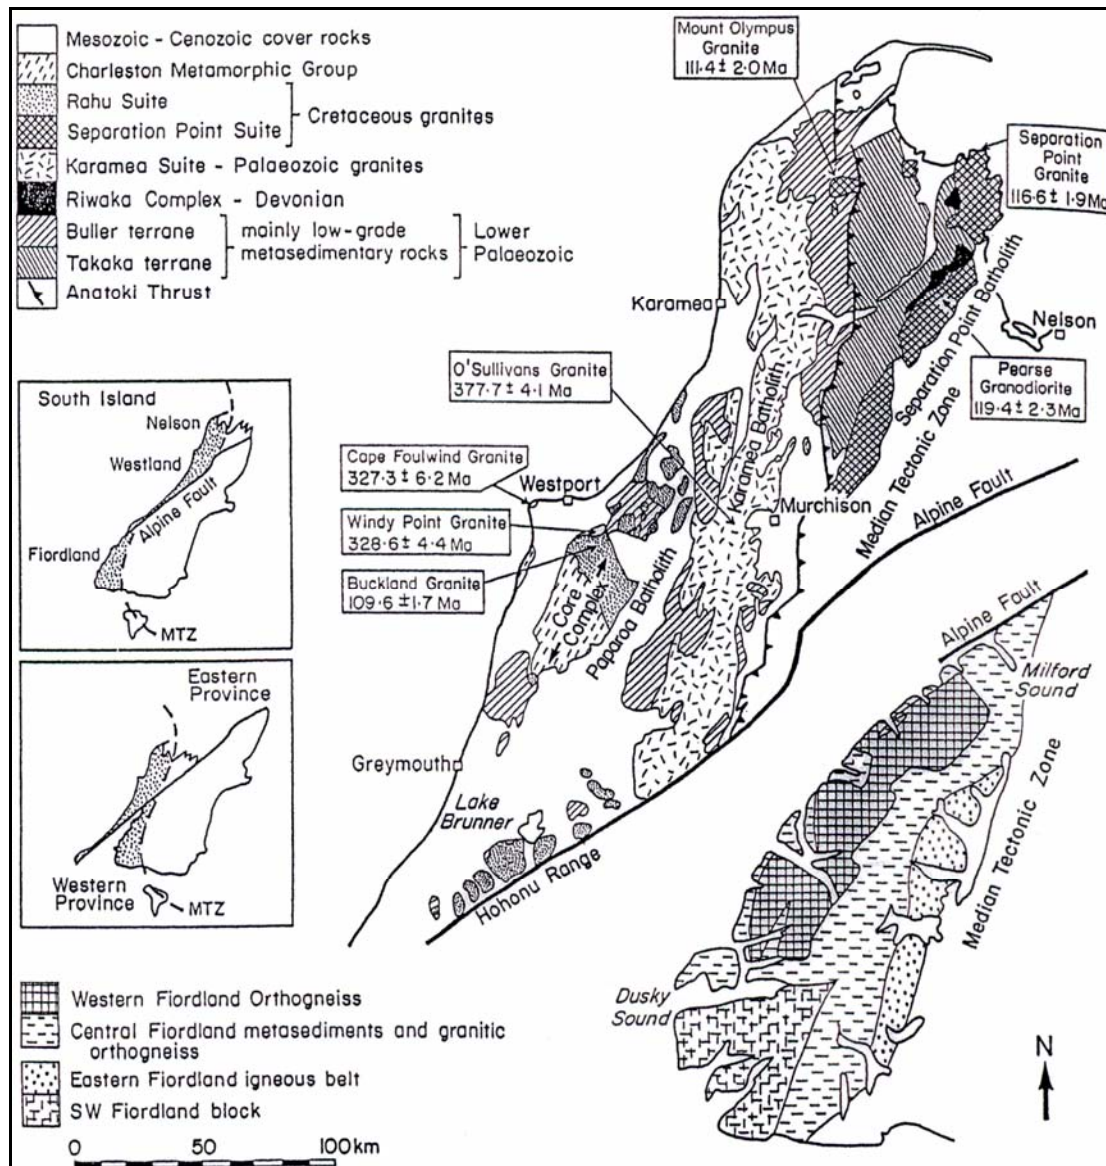 Mesozoic - Cenozoic cover rocks
Charleston Metamorphic Group
Rahu Suite
Separation Point Suite
Cretaceous granites
Karamea Suite - Palaeozoic granites
Riwaka Complex - Devonian
Buller terrane
Takaka terrane
mainly low-grade
metasedimentary rocks
Lower
Palaeozoic
Anatoki Thrust
Mount Olympus
Granite
111.4 ± 2.0 Ma
Separation
Point
Granite
116.6 ± 1.9 Ma
Karamea
Nelson
O'Sullivans Granite
377.7 ± 4.1 Ma
Pearse
Granodiorite
119.4 ± 2.3 Ma
Separation Point Batholith
Median Tectonic Zone
Karamea Batholith
Cape Foulwind Granite
327.3 ± 6.2 Ma
Westport
Windy Point Granite
328.6 ± 4.4 Ma
Buckland Granite
109.6 ± 1.7 Ma
Murchison
Alpine Fault
Core
Complex
Paparoa Batholith
Greymouth
Lake
Brunner
Hohonu Range
South Island
Nelson
Westland
Alpine Fault
Fiordland
MTZ
Eastern
Province
Western
Province
MTZ
Alpine Fault
Milford
Sound
Median Tectonic Zone
Dusky
Sound
Western Fiordland Orthogneiss
Central Fiordland metasediments and granitic
orthogneiss
Eastern Fiordland igneous belt
SW Fiordland block
N
0 50 100km